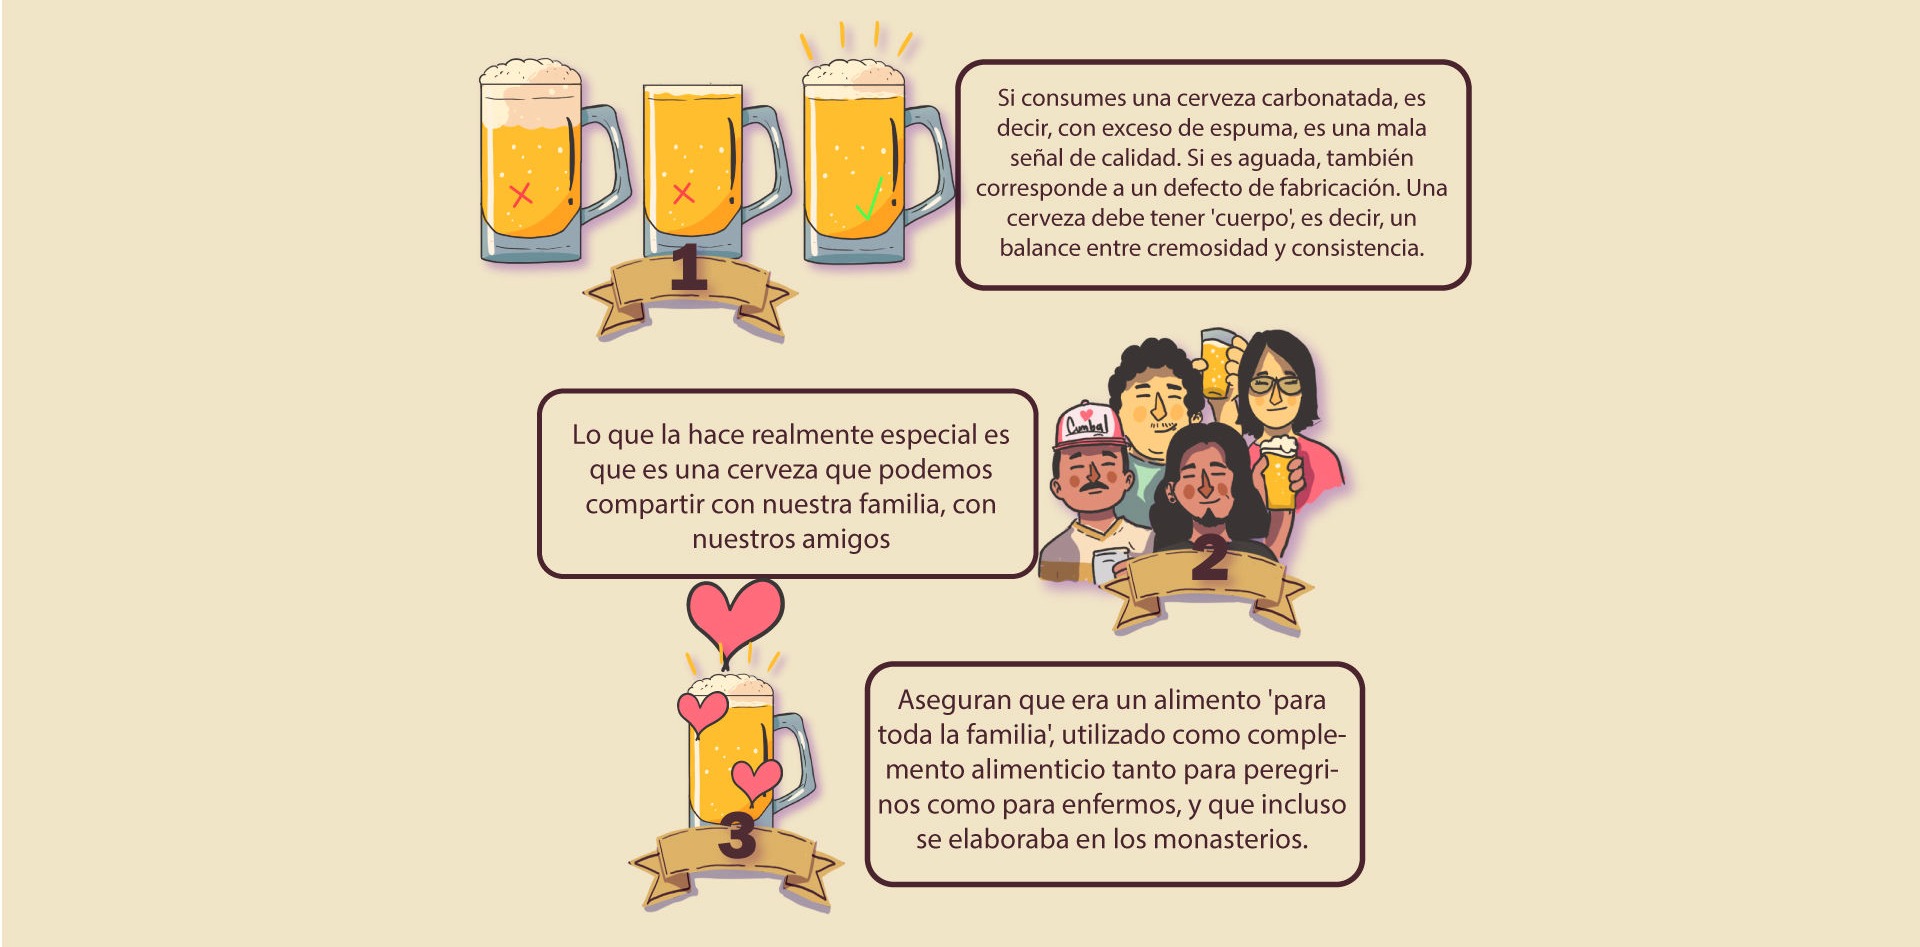 Si consumes una cerveza carbonatada, es
decir, con exceso de espuma, es una mala
señal de calidad. Si es aguada, también
corresponde a un defecto de fabricación. Una
cerveza debe tener 'cuerpo', es decir, un
balance entre cremosidad y consistencia.
1
Lo que la hace realmente especial es
que es una cerveza que podemos
compartir con nuestra familia, con
nuestros amigos
Cumbal
2
Aseguran que era un alimento 'para
toda la familia', utilizado como comple-
mento alimenticio tanto para peregri-
nos como para enfermos, y que incluso
se elaboraba en los monasterios.
3